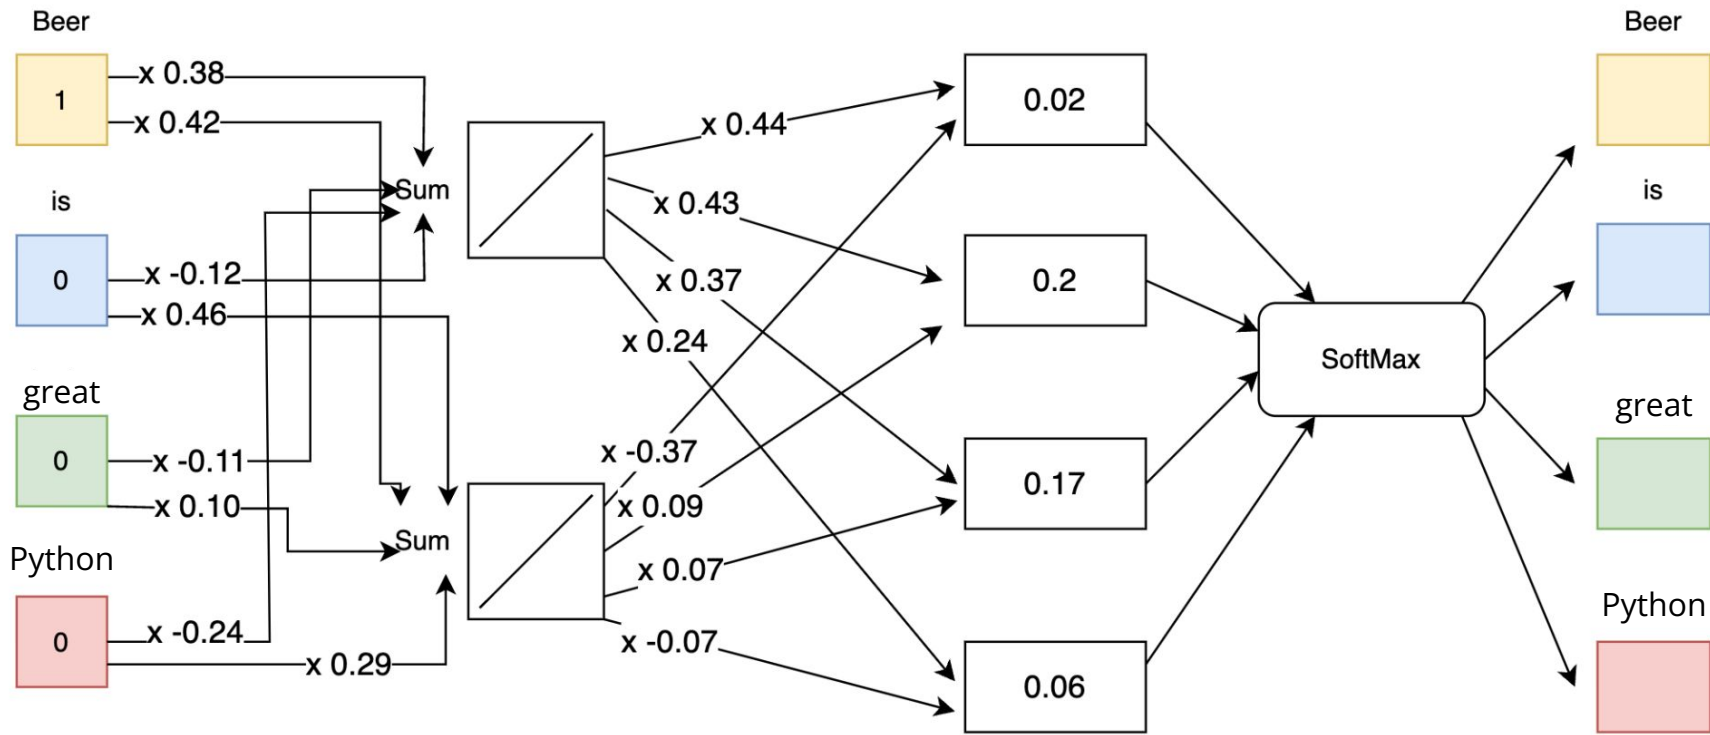 Beer
1
x 0.38
x 0.42
is
0
x -0.12
x 0.46
great
0
x -0.11
x 0.10
Python
0
x -0.24
x 0.29
Sum
Sum
x 0.44
x 0.43
x 0.37
x 0.24
x -0.37
x 0.09
x 0.07
x -0.07
0.02
0.2
0.17
0.06
SoftMax
Beer
is
great
Python